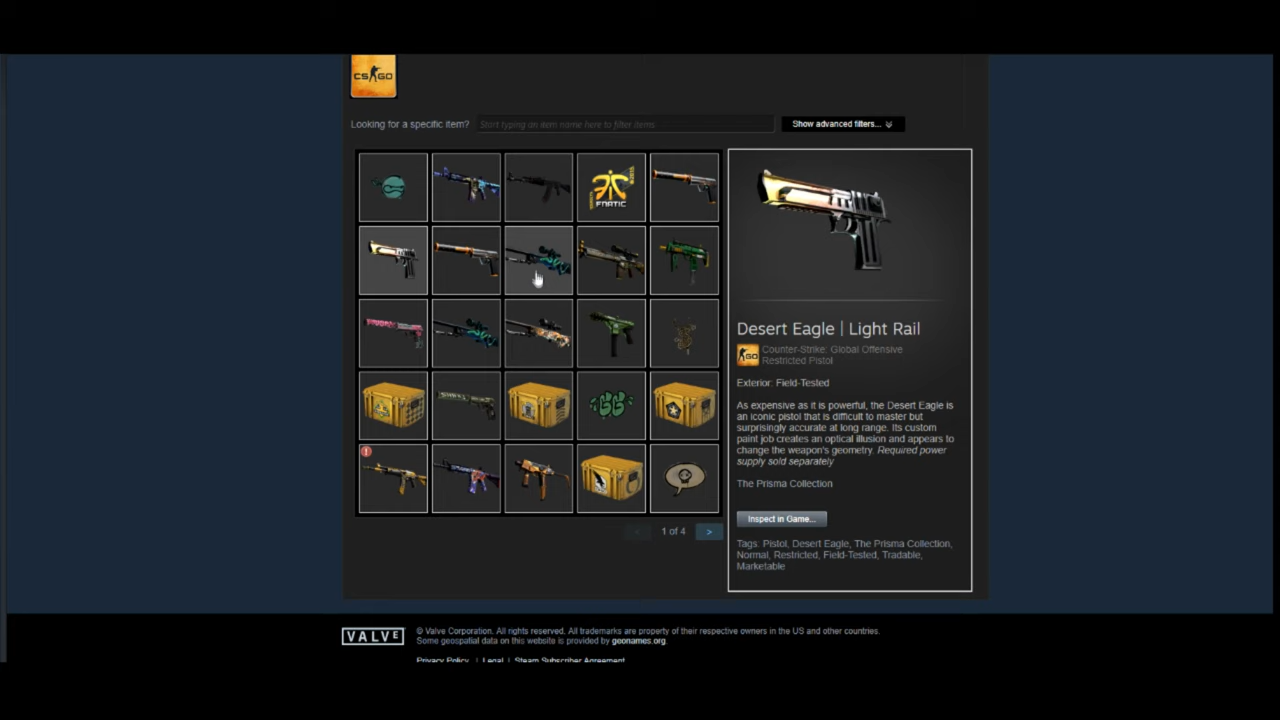 CS GO
Looking for a specific item?
Start typing an item name here to filter items
Show advanced filters...
FNATIC
Desert Eagle | Light Rail
GO
Counter-Strike: Global Offensive
Restricted Pistol
Exterior: Field-Tested
As expensive as it is powerful, the Desert Eagle is
an iconic pistol that is difficult to master but
surprisingly accurate at long range. Its custom
paint job creates an optical illusion and appears to
change the weapon's geometry. Required power
supply sold separately
The Prisma Collection
Inspect in Game...
Tags: Pistol, Desert Eagle, The Prisma Collection,
Normal, Restricted, Field-Tested, Tradable,
Marketable
!
< 1 of 4 >
VALVE
© Valve Corporation. All rights reserved. All trademarks are property of their respective owners in the US and other countries.
Some geospatial data on this website is provided by geonames.org.
Privacy Policy | Legal | Steam Subscriber Agreement